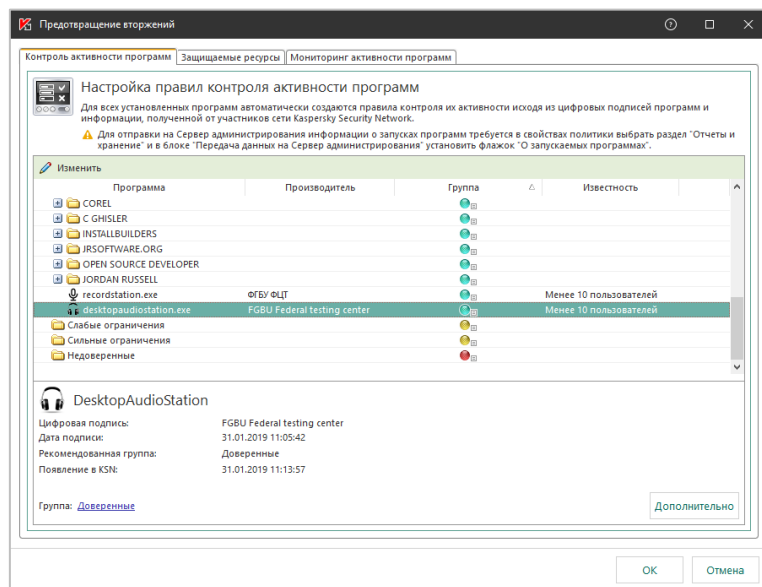 Предотвращение вторжений
Контроль активности программ Защищаемые ресурсы Мониторинг активности программ
Настройка правил контроля активности программ
Для всех установленных программ автоматически создаются правила контроля их активности исходя из цифровых подписей программ и
информации, полученной от участников сети Kaspersky Security Network.
Для отправки на Сервер администрирования информации о запусках программ требуется в свойствах политики выбрать раздел "Отчеты и
хранение" и в блоке "Передача данных на Сервер администрирования" установить флажок "О запускаемых программах".
Изменить
Программа Производитель Группа Известность
COREL
C GHISLER
INSTALLBUILDERS
JRSOFTWARE.ORG
OPEN SOURCE DEVELOPER
JORDAN RUSSELL
recordstation.exe ФГБУ ФЦТ Менее 10 пользователей
desktopaudiostation.exe FGBU Federal testing center Менее 10 пользователей
Слабые ограничения
Сильные ограничения
Недоверенные
DesktopAudioStation
Цифровая подпись: FGBU Federal testing center
Дата подписи: 31.01.2019 11:05:42
Рекомендованная группа: Доверенные
Появление в KSN: 31.01.2019 11:13:57
Группа: Доверенные
Дополнительно
ОК Отмена